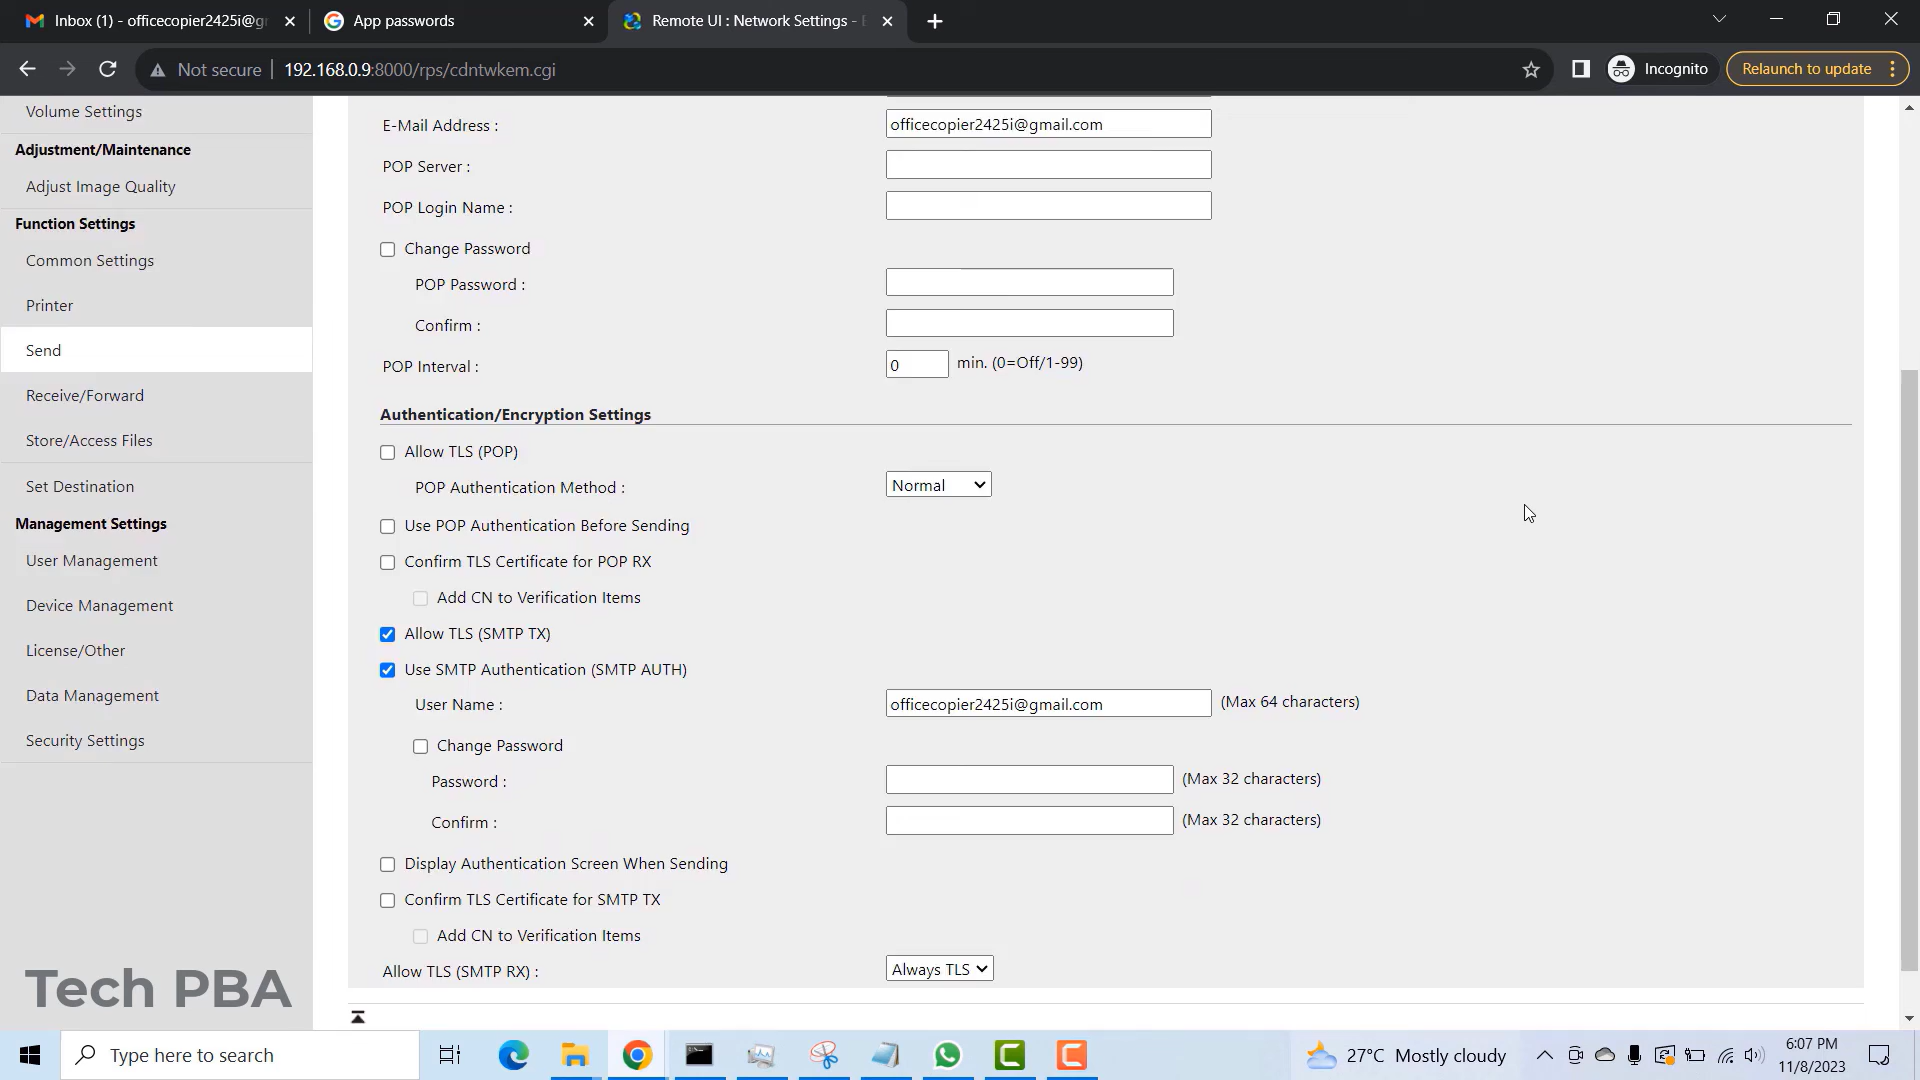 Inbox (1) - officecopier2425i@g
App passwords
Remote UI : Network Settings -
Not secure
192.168.0.9:8000/rps/cdntwkem.cgi
Incognito
Relaunch to update
Volume Settings
Adjustment/Maintenance
Adjust Image Quality
Function Settings
Common Settings
Printer
Send
Receive/Forward
Store/Access Files
Set Destination
Management Settings
User Management
Device Management
License/Other
Data Management
Security Settings
Tech PBA
E-Mail Address :
officecopier2425i@gmail.com
POP Server :
POP Login Name :
Change Password
POP Password :
Confirm :
POP Interval :
0
min. (0=Off/1-99)
Authentication/Encryption Settings
Allow TLS (POP)
POP Authentication Method :
Normal
Use POP Authentication Before Sending
Confirm TLS Certificate for POP RX
Add CN to Verification Items
Allow TLS (SMTP TX)
Use SMTP Authentication (SMTP AUTH)
User Name :
officecopier2425i@gmail.com
(Max 64 characters)
Change Password
Password :
(Max 32 characters)
Confirm :
(Max 32 characters)
Display Authentication Screen When Sending
Confirm TLS Certificate for SMTP TX
Add CN to Verification Items
Allow TLS (SMTP RX) :
Always TLS
Type here to search
27°C Mostly cloudy
6:07 PM
11/8/2023